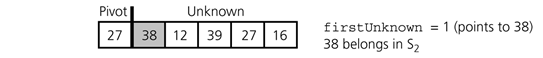 Pivot Unknown
27 38 12 39 27 16
firstUnknown = 1 (points to 38)
38 belongs in S₂